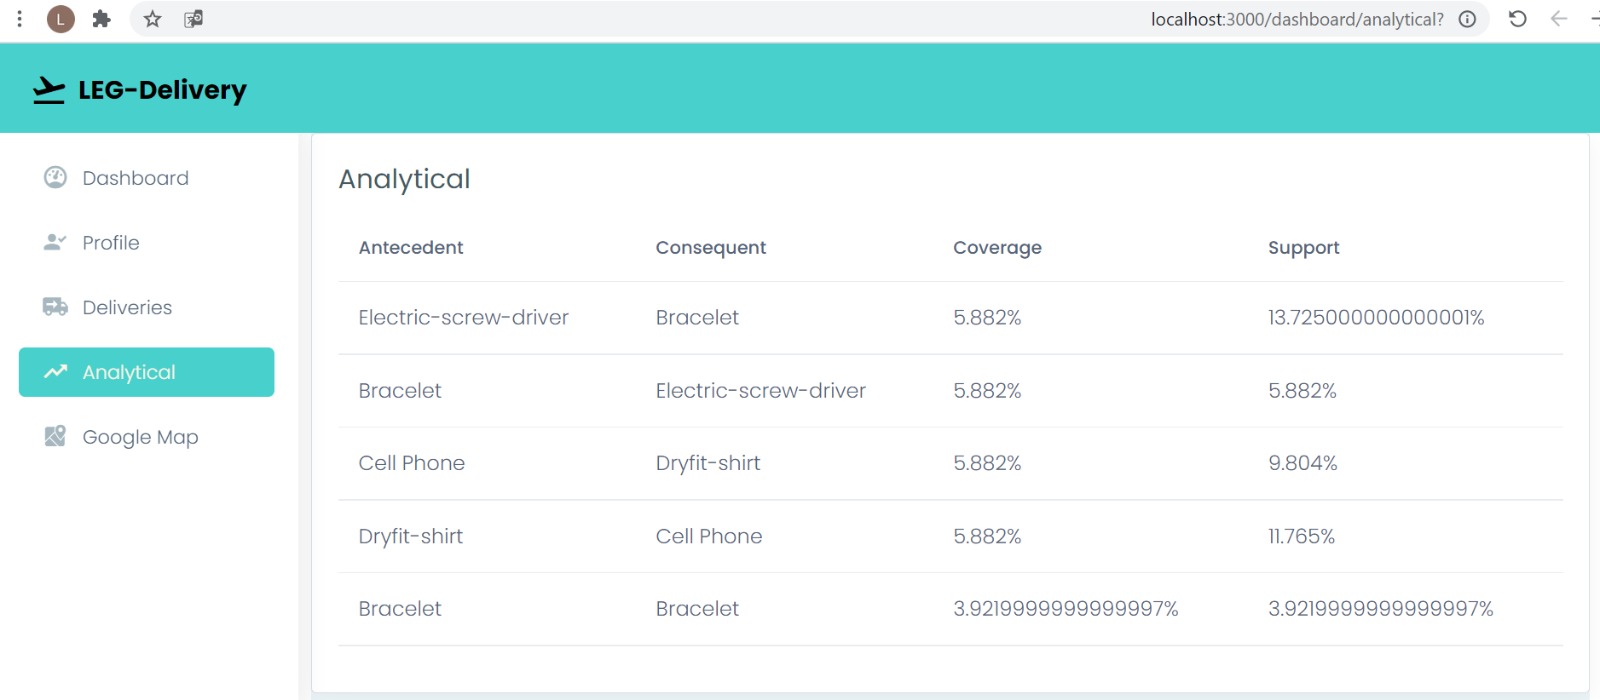 L
localhost:3000/dashboard/analytical?
LEG-Delivery
Dashboard
Profile
Deliveries
Analytical
Google Map
Analytical
Antecedent Consequent Coverage Support
Electric-screw-driver Bracelet 5.882% 13.725000000000001%
Bracelet Electric-screw-driver 5.882% 5.882%
Cell Phone Dryfit-shirt 5.882% 9.804%
Dryfit-shirt Cell Phone 5.882% 11.765%
Bracelet Bracelet 3.9219999999999997% 3.9219999999999997%